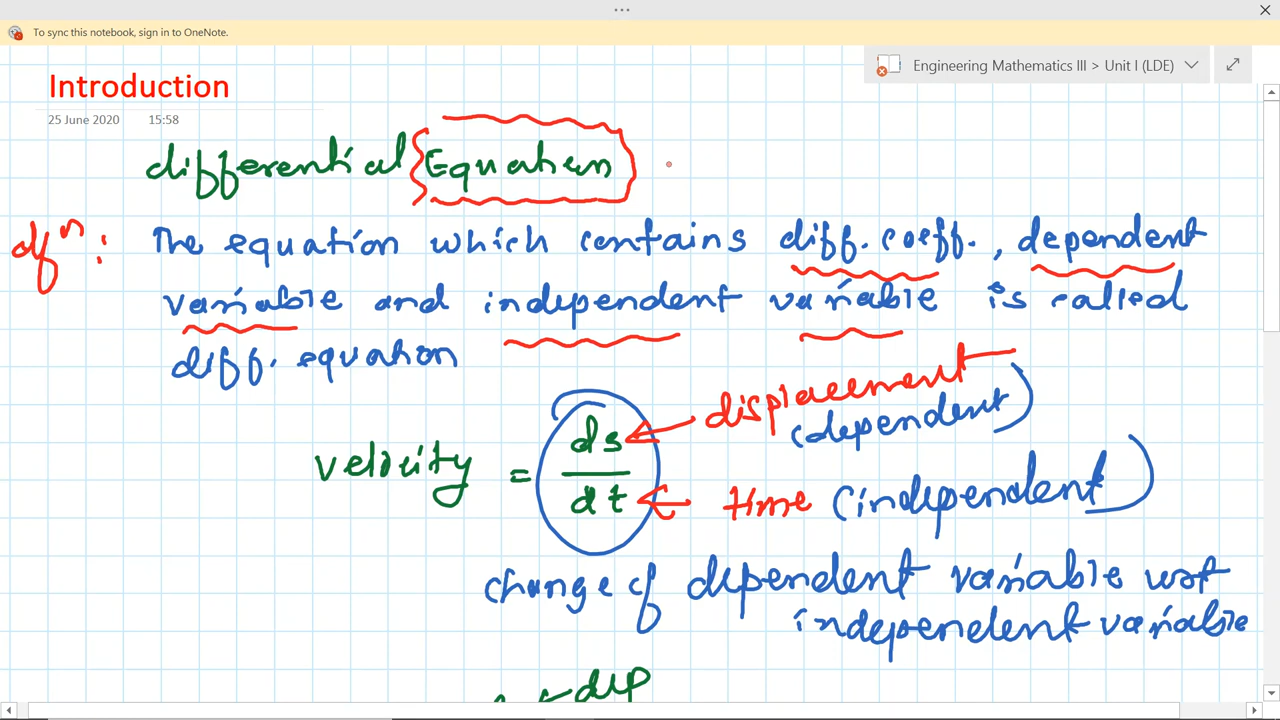 To sync this notebook, sign in to OneNote.
Engineering Mathematics III > Unit I (LDE)
Introduction
25 June 2020 15:58
differential Equation
dfⁿ: The equation which contains diff. coeff., dependent
variable and independent variable is called
diff. equation
displacement
(dependent)
velocity = ds/dt
time (independent)
change of dependent variable wrt
independent variable
dep